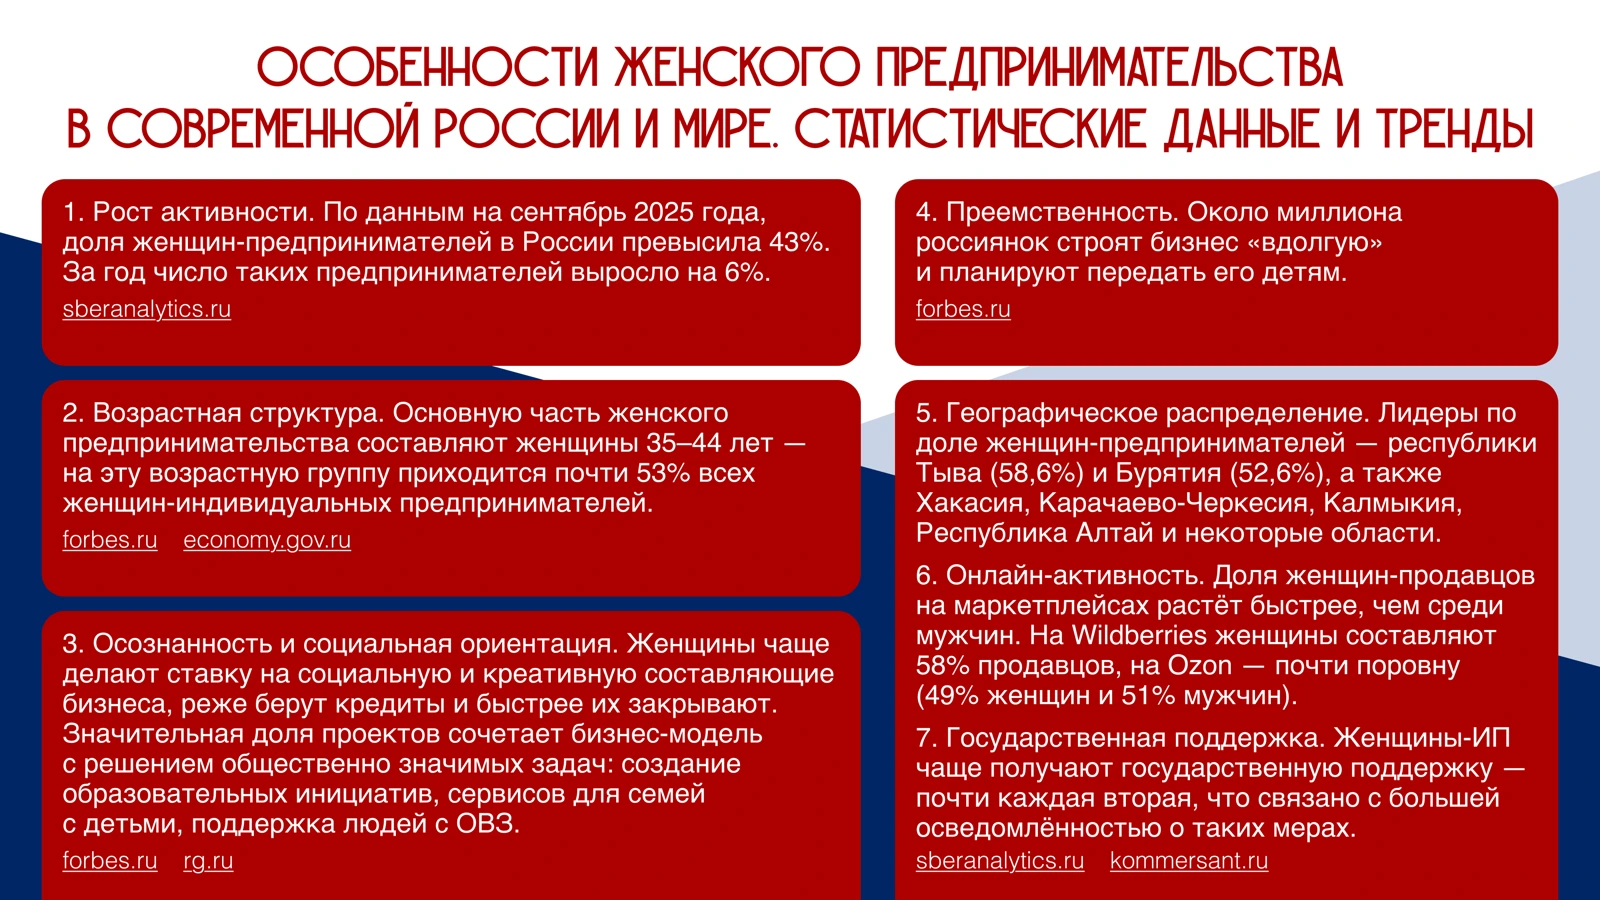 ОСОБЕННОСТИ ЖЕНСКОГО ПРЕДПРИНИМАТЕЛЬСТВА
В СОВРЕМЕННОЙ РОССИИ И МИРЕ. СТАТИСТИЧЕСКИЕ ДАННЫЕ И ТРЕНДЫ
1. Рост активности. По данным на сентябрь 2025 года,
доля женщин-предпринимателей в России превысила 43%.
За год число таких предпринимателей выросло на 6%.
sberanalytics.ru
2. Возрастная структура. Основную часть женского
предпринимательства составляют женщины 35–44 лет —
на эту возрастную группу приходится почти 53% всех
женщин-индивидуальных предпринимателей.
forbes.ru economy.gov.ru
3. Осознанность и социальная ориентация. Женщины чаще
делают ставку на социальную и креативную составляющие
бизнеса, реже берут кредиты и быстрее их закрывают.
Значительная доля проектов сочетает бизнес-модель
с решением общественно значимых задач: создание
образовательных инициатив, сервисов для семей
с детьми, поддержка людей с ОВЗ.
forbes.ru rg.ru
4. Преемственность. Около миллиона
россиянок строят бизнес «вдолгую»
и планируют передать его детям.
forbes.ru
5. Географическое распределение. Лидеры по
доле женщин-предпринимателей — республики
Тыва (58,6%) и Бурятия (52,6%), а также
Хакасия, Карачаево-Черкесия, Калмыкия,
Республика Алтай и некоторые области.
6. Онлайн-активность. Доля женщин-продавцов
на маркетплейсах растёт быстрее, чем среди
мужчин. На Wildberries женщины составляют
58% продавцов, на Ozon — почти поровну
(49% женщин и 51% мужчин).
7. Государственная поддержка. Женщины-ИП
чаще получают государственную поддержку —
почти каждая вторая, что связано с большей
осведомлённостью о таких мерах.
sberanalytics.ru kommersant.ru